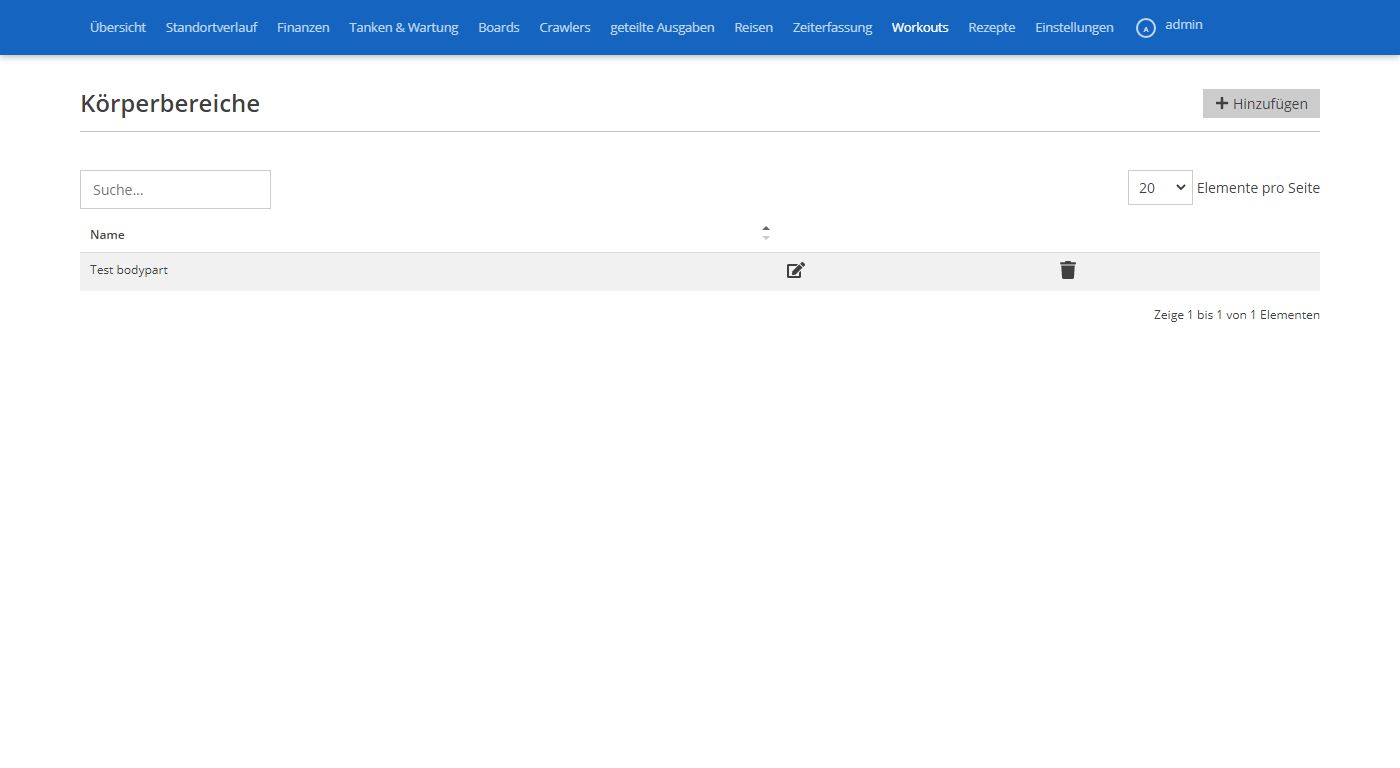 Übersicht Standortverlauf Finanzen Tanken & Wartung Boards Crawlers geteilte Ausgaben Reisen Zeiterfassung Workouts Rezepte Einstellungen A admin
Körperbereiche Hinzufügen
Suche... 20 Elemente pro Seite
Name
Test bodypart
Zeige 1 bis 1 von 1 Elementen